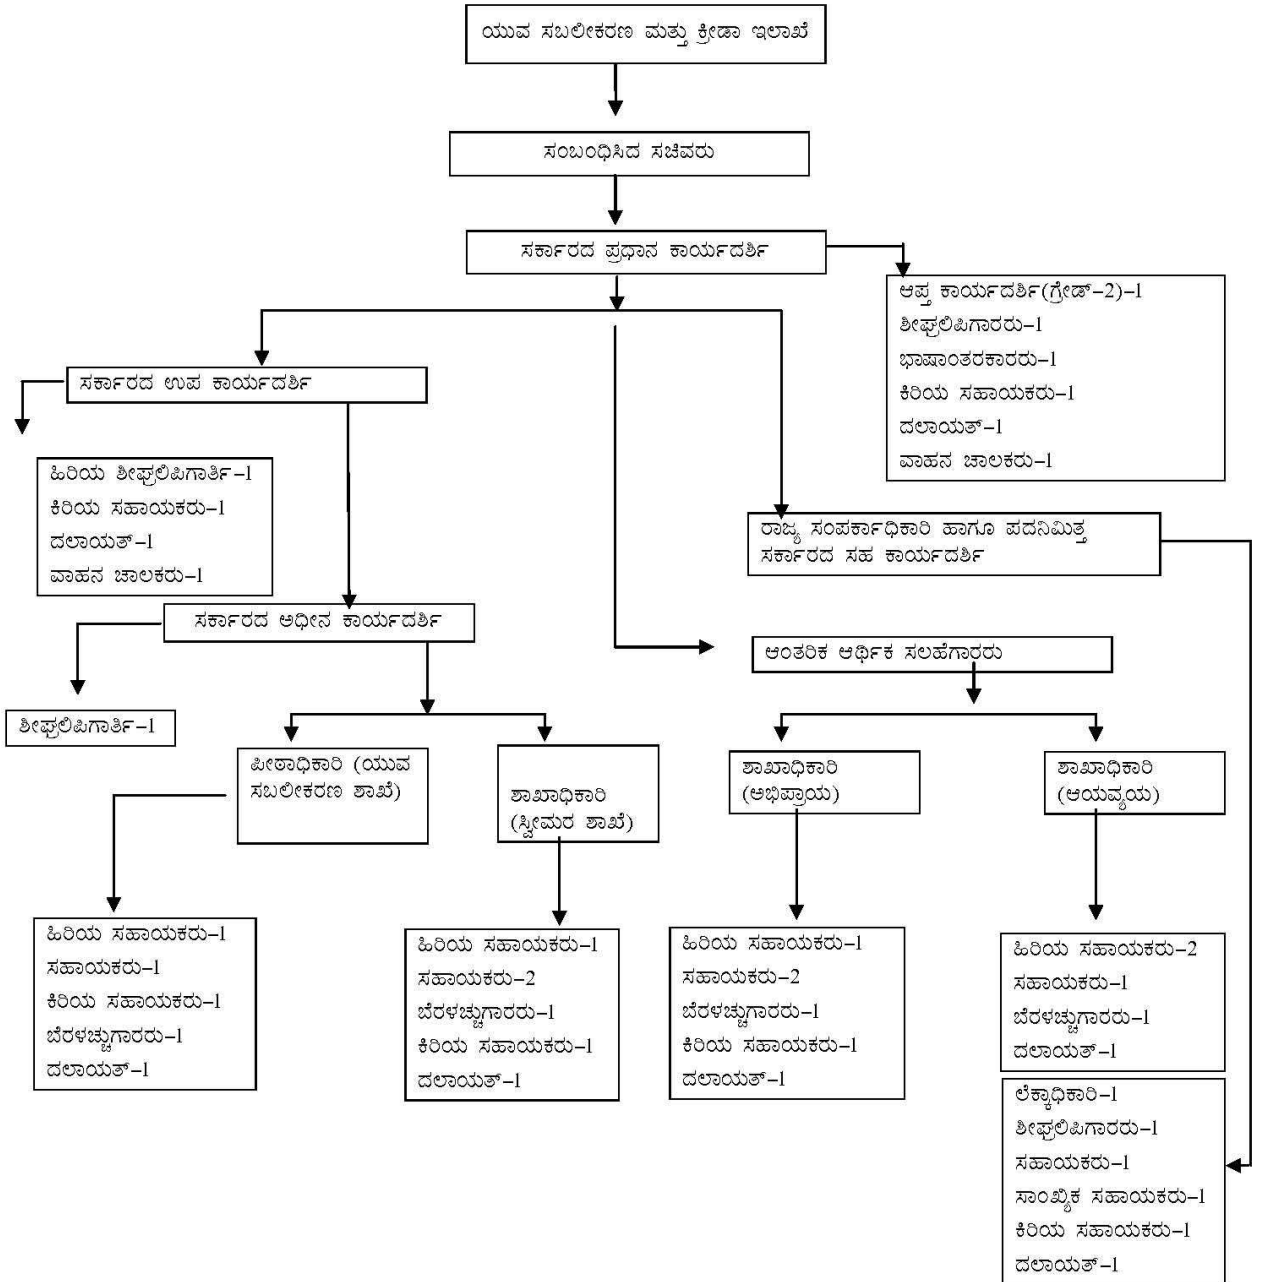 ಯುವ ಸಬಲೀಕರಣ ಮತ್ತು ಕ್ರೀಡಾ ಇಲಾಖೆ
ಸಂಬಂಧಿಸಿದ ಸಚಿವರು
ಸರ್ಕಾರದ ಪ್ರಧಾನ ಕಾರ್ಯದರ್ಶಿ
ಆಪ್ತ ಕಾರ್ಯದರ್ಶಿ(ಗ್ರೇಡ್-2)-1
ಶೀಘ್ರಲಿಪಿಗಾರರು-1
ಭಾಷಾಂತರಕಾರರು-1
ಕಿರಿಯ ಸಹಾಯಕರು-1
ದಲಾಯತ್-1
ವಾಹನ ಚಾಲಕರು-1
ಸರ್ಕಾರದ ಉಪ ಕಾರ್ಯದರ್ಶಿ
ಹಿರಿಯ ಶೀಘ್ರಲಿಪಿಗಾರ್ತಿ-1
ಕಿರಿಯ ಸಹಾಯಕರು-1
ದಲಾಯತ್-1
ವಾಹನ ಚಾಲಕರು-1
ರಾಜ್ಯ ಸಂಪರ್ಕಾಧಿಕಾರಿ ಹಾಗೂ ಪದನಿಮಿತ್ತ
ಸರ್ಕಾರದ ಸಹ ಕಾರ್ಯದರ್ಶಿ
ಸರ್ಕಾರದ ಅಧೀನ ಕಾರ್ಯದರ್ಶಿ
ಆಂತರಿಕ ಆರ್ಥಿಕ ಸಲಹೆಗಾರರು
ಶೀಘ್ರಲಿಪಿಗಾರ್ತಿ-1
ಪೀಠಾಧಿಕಾರಿ (ಯುವ
ಸಬಲೀಕರಣ ಶಾಖೆ)
ಶಾಖಾಧಿಕಾರಿ
(ಸ್ವೀಮರ ಶಾಖೆ)
ಶಾಖಾಧಿಕಾರಿ
(ಅಭಿಪ್ರಾಯ)
ಶಾಖಾಧಿಕಾರಿ
(ಆಯವ್ಯಯ)
ಹಿರಿಯ ಸಹಾಯಕರು-1
ಸಹಾಯಕರು-1
ಕಿರಿಯ ಸಹಾಯಕರು-1
ಬೆರಳಚ್ಚುಗಾರರು-1
ದಲಾಯತ್-1
ಹಿರಿಯ ಸಹಾಯಕರು-1
ಸಹಾಯಕರು-2
ಬೆರಳಚ್ಚುಗಾರರು-1
ಕಿರಿಯ ಸಹಾಯಕರು-1
ದಲಾಯತ್-1
ಹಿರಿಯ ಸಹಾಯಕರು-1
ಸಹಾಯಕರು-2
ಬೆರಳಚ್ಚುಗಾರರು-1
ಕಿರಿಯ ಸಹಾಯಕರು-1
ದಲಾಯತ್-1
ಹಿರಿಯ ಸಹಾಯಕರು-2
ಸಹಾಯಕರು-1
ಬೆರಳಚ್ಚುಗಾರರು-1
ದಲಾಯತ್-1
ಲೆಕ್ಕಾಧಿಕಾರಿ-1
ಶೀಘ್ರಲಿಪಿಗಾರರು-1
ಸಹಾಯಕರು-1
ಸಾಂಖ್ಯಿಕ ಸಹಾಯಕರು-1
ಕಿರಿಯ ಸಹಾಯಕರು-1
ದಲಾಯತ್-1